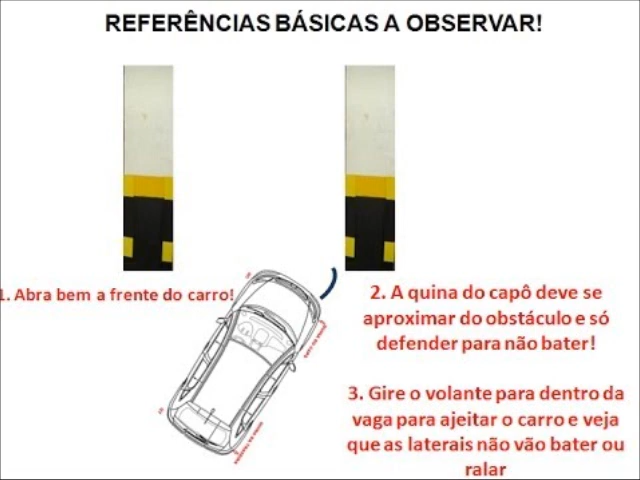 REFERÊNCIAS BÁSICAS A OBSERVAR!
1. Abra bem a frente do carro!
2. A quina do capô deve se
aproximar do obstáculo e só
defender para não bater!
3. Gire o volante para dentro da
vaga para ajeitar o carro e veja
que as laterais não vão bater ou
ralar